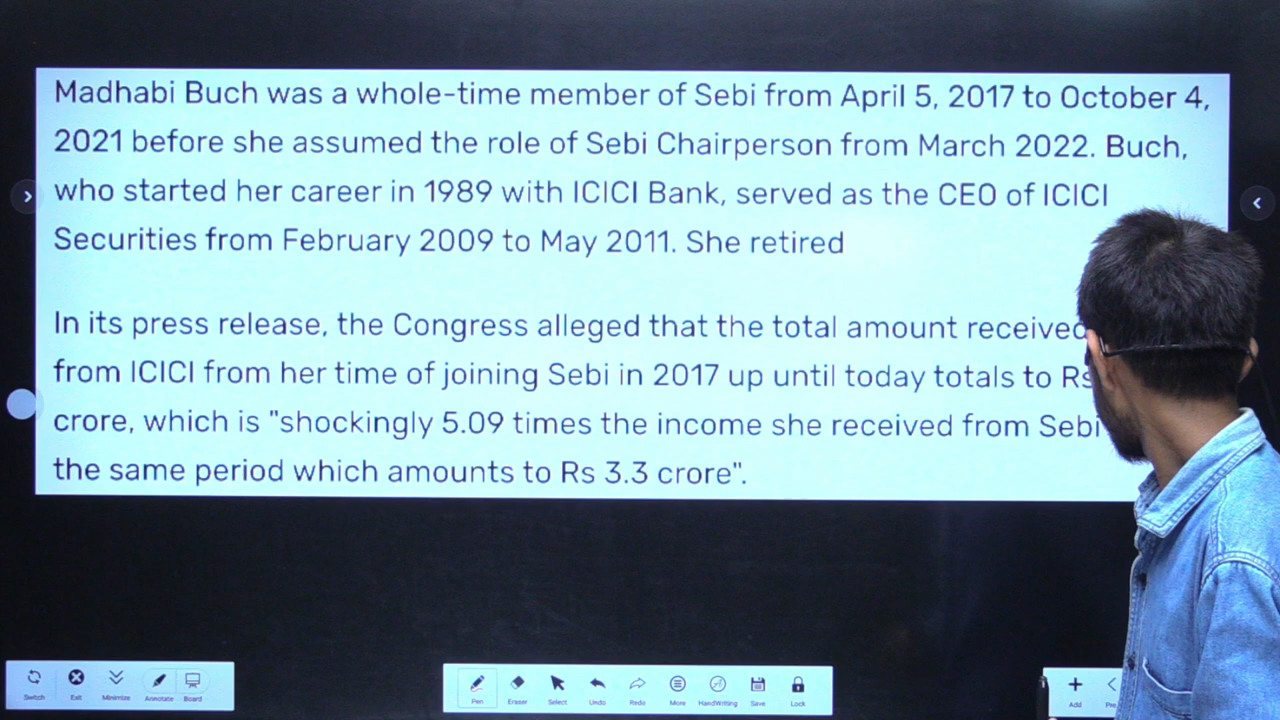 Madhabi Buch was a whole-time member of Sebi from April 5, 2017 to October 4,
2021 before she assumed the role of Sebi Chairperson from March 2022. Buch,
who started her career in 1989 with ICICI Bank, served as the CEO of ICICI
Securities from February 2009 to May 2011. She retired
In its press release, the Congress alleged that the total amount received
from ICICI from her time of joining Sebi in 2017 up until today totals to Rs
crore, which is "shockingly 5.09 times the income she received from Sebi
the same period which amounts to Rs 3.3 crore".
Switch Exit Minimize Annotate Board
Pen Eraser Select Undo Redo More HandWriting Save Lock
Add